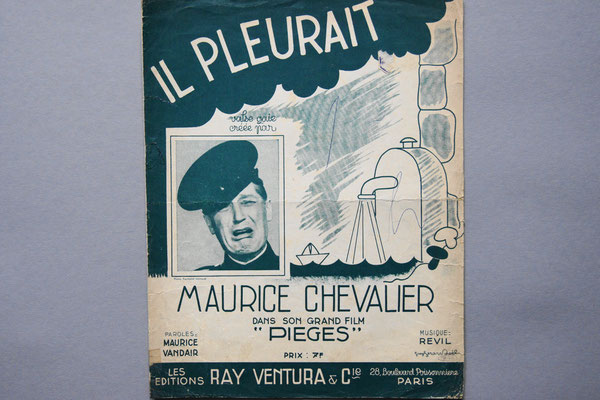 IL PLEURAIT
valse gaie
créée par
MAURICE CHEVALIER
DANS SON GRAND FILM
"PIEGES"
PAROLES:
MAURICE
VANDAIR
PRIX : 7F
MUSIQUE:
REVIL
LES
EDITIONS
RAY VENTURA & Cie
28, Boulevard Poissonnière
PARIS